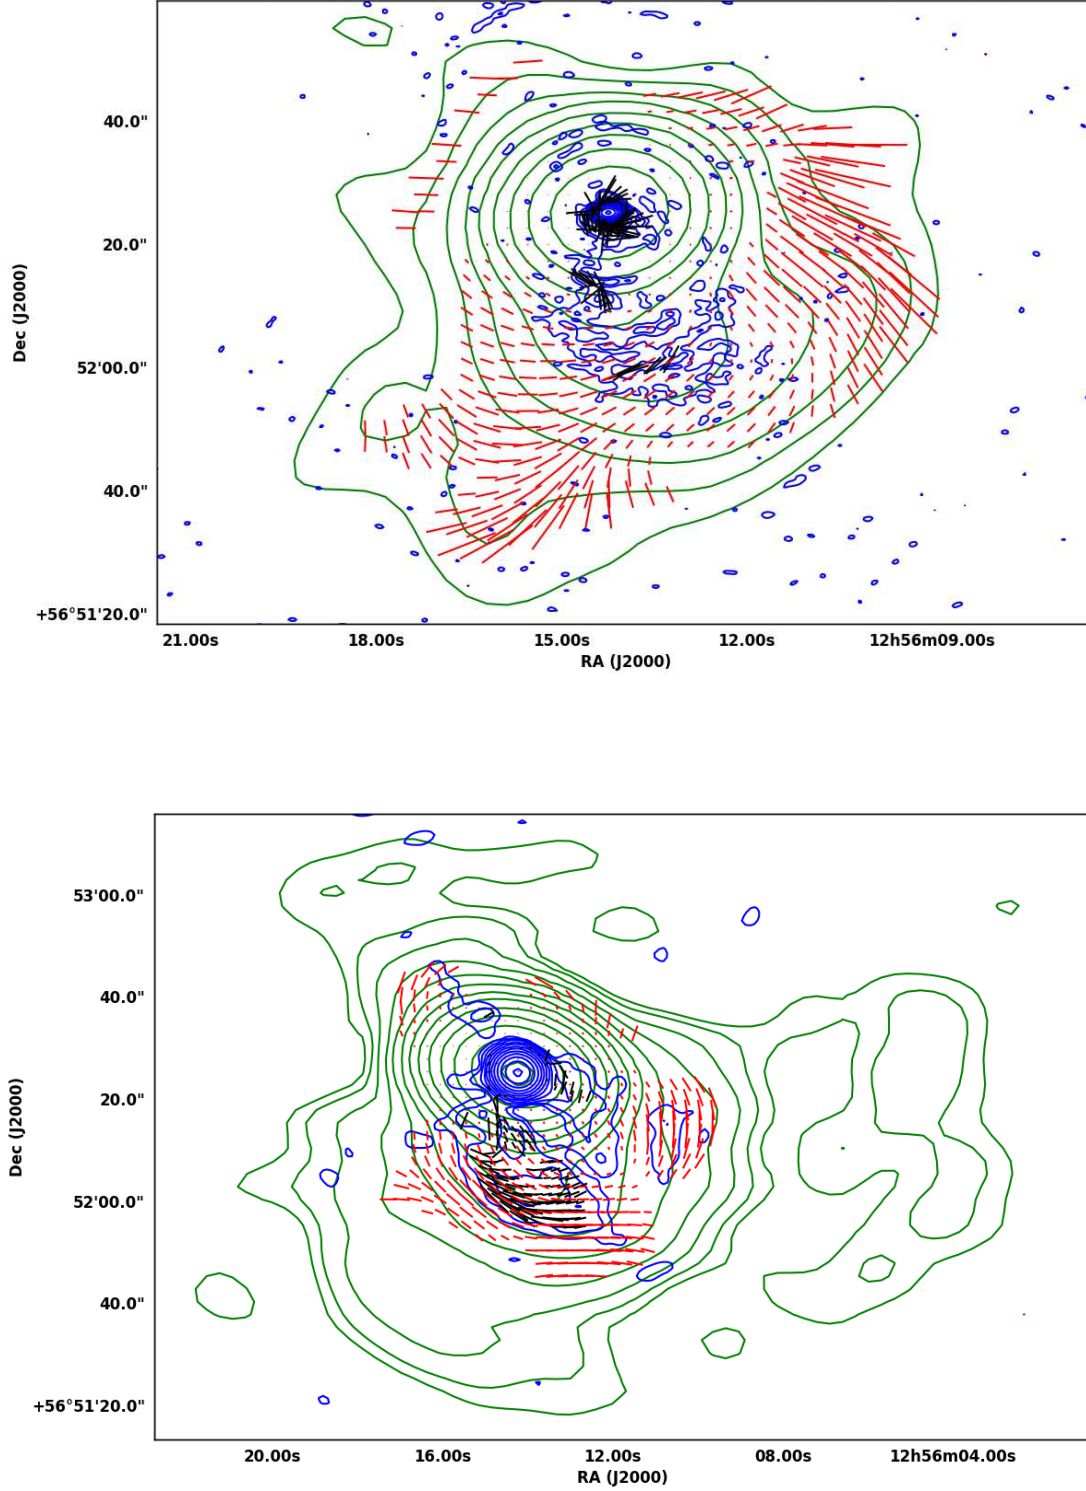 40.0"
20.0"
Dec (J2000)
52'00.0"
40.0"
+56°51'20.0"
21.00s 18.00s 15.00s 12.00s 12h56m09.00s
RA (J2000)
53'00.0"
40.0"
20.0"
Dec (J2000)
52'00.0"
40.0"
+56°51'20.0"
20.00s 16.00s 12.00s 08.00s 12h56m04.00s
RA (J2000)